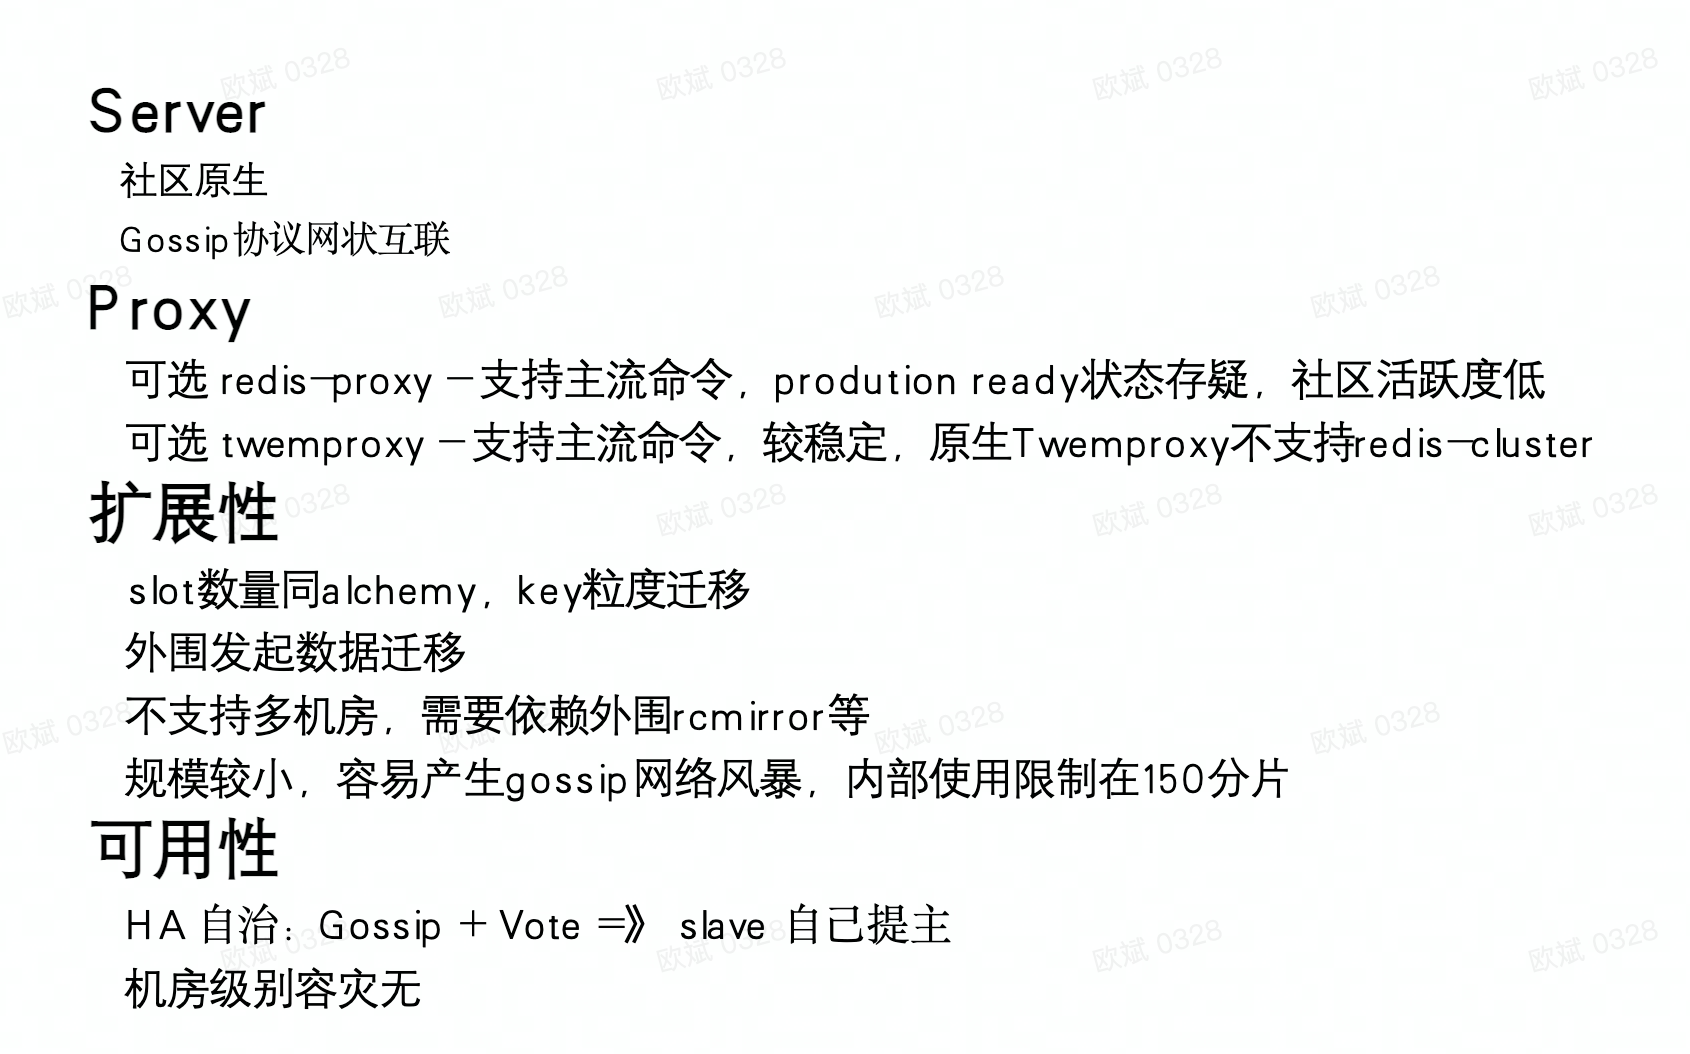 Server
社区原生
Gossip协议网状互联
Proxy
可选 redis-proxy - 支持主流命令，prodution ready状态存疑，社区活跃度低
可选 twemproxy - 支持主流命令，较稳定，原生Twemproxy不支持redis-cluster
扩展性
slot数量同alchemy，key粒度迁移
外围发起数据迁移
不支持多机房，需要依赖外围rcmirror等
规模较小，容易产生gossip网络风暴，内部使用限制在150分片
可用性
HA 自治：Gossip + Vote =》 slave 自己提主
机房级别容灾无
欧斌 0328